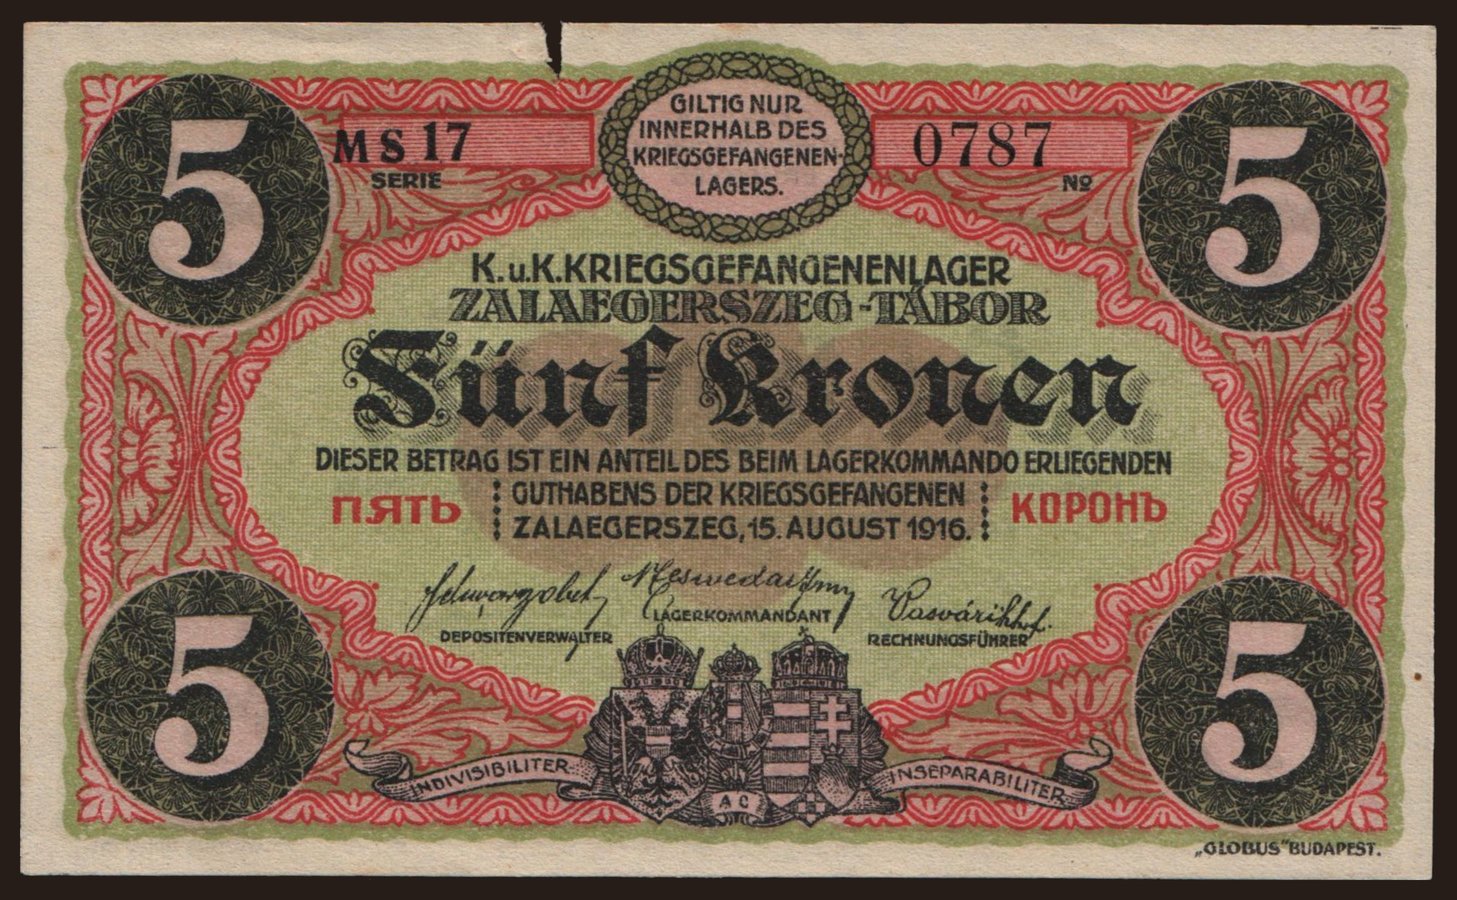 5
5
MS 17
SERIE
GILTIG NUR
INNERHALB DES
KRIEGSGEFANGENEN-
LAGERS.
0787
No
K.u.K.KRIEGSGEFANGENENLAGER
ZALAEGERSZEG-TÁBOR
Fünf Kronen
DIESER BETRAG IST EIN ANTEIL DES BEIM LAGERKOMMANDO ERLIEGENDEN
ПЯТЬ GUTHABENS DER KRIEGSGEFANGENEN КОРОНЬ
ZALAEGERSZEG, 15. AUGUST 1916.
DEPOSITENVERWALTER
LAGERKOMMANDANT
RECHNUNGSFÜHRER
5
5
INDIVISIBILITER
INSEPARABILITER
„GLOBUS" BUDAPEST.